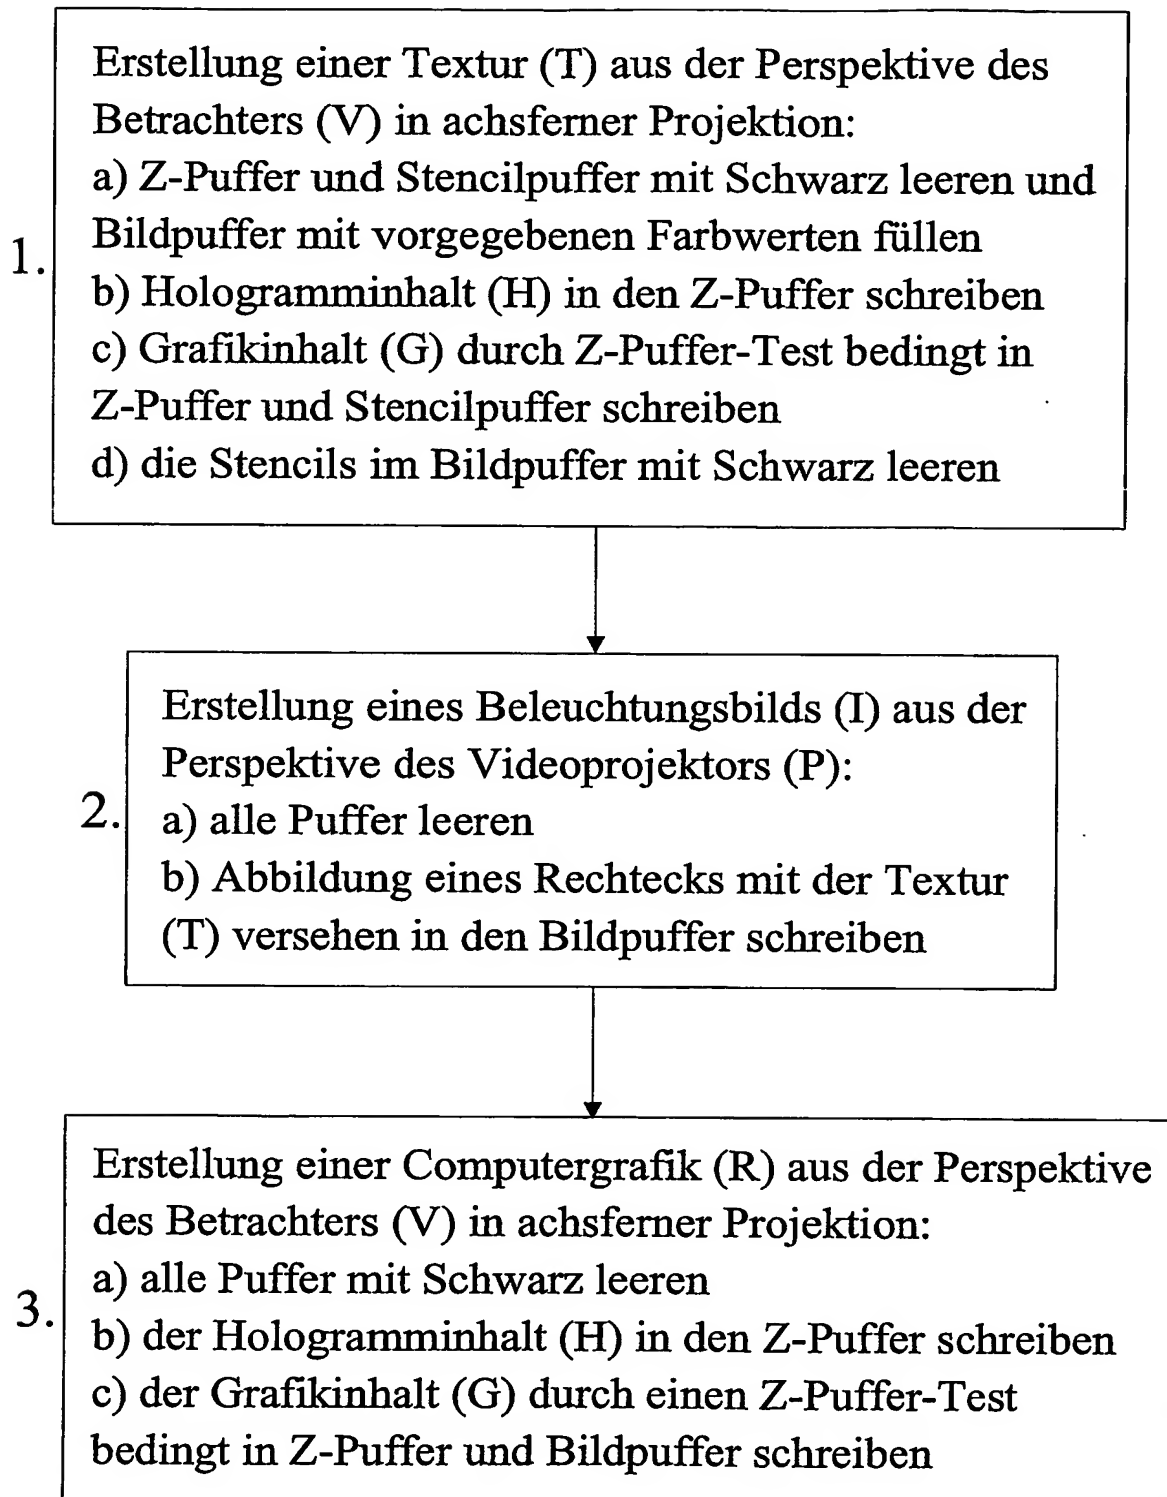 Erstellung einer Textur (T) aus der Perspektive des
Betrachters (V) in achsferner Projektion:
a) Z-Puffer und Stencilpuffer mit Schwarz leeren und
1. Bildpuffer mit vorgegebenen Farbwerten füllen
b) Hologramminhalt (H) in den Z-Puffer schreiben
c) Grafikinhalt (G) durch Z-Puffer-Test bedingt in
Z-Puffer und Stencilpuffer schreiben
d) die Stencils im Bildpuffer mit Schwarz leeren
Erstellung eines Beleuchtungsbilds (I) aus der
Perspektive des Videoprojektors (P):
2. a) alle Puffer leeren
b) Abbildung eines Rechtecks mit der Textur
(T) versehen in den Bildpuffer schreiben
Erstellung einer Computergrafik (R) aus der Perspektive
des Betrachters (V) in achsferner Projektion:
a) alle Puffer mit Schwarz leeren
3. b) der Hologramminhalt (H) in den Z-Puffer schreiben
c) der Grafikinhalt (G) durch einen Z-Puffer-Test
bedingt in Z-Puffer und Bildpuffer schreiben